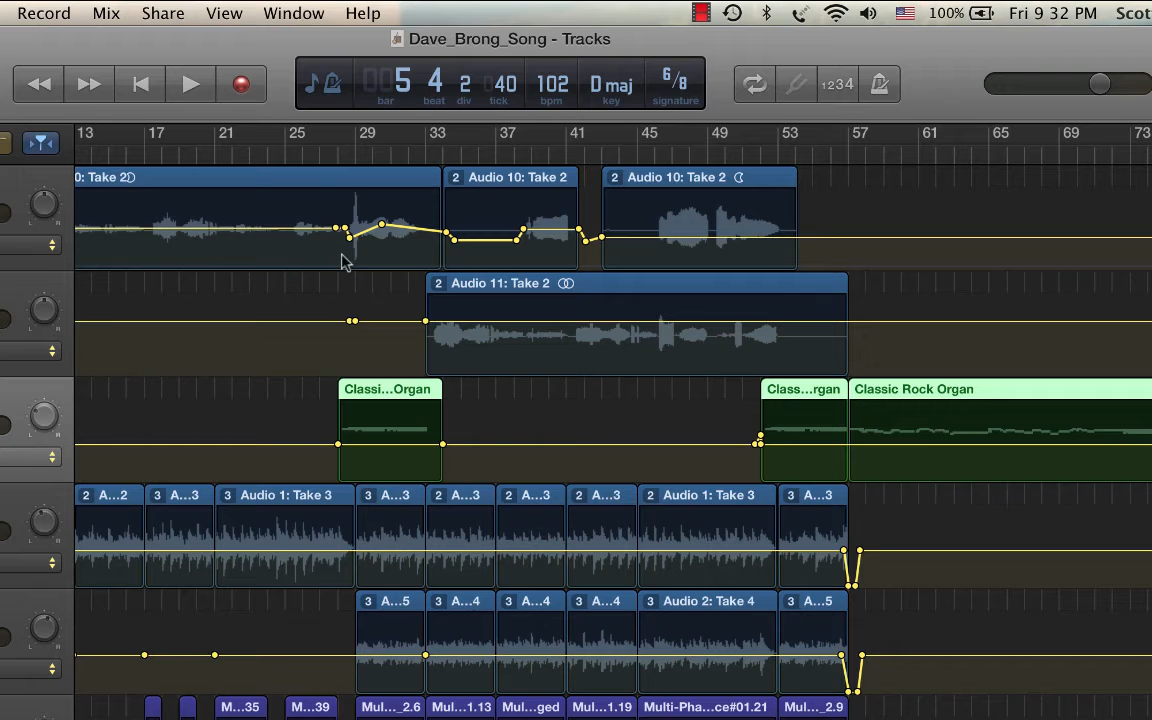 Record Mix Share View Window Help 100% Fri 9 32 PM Scot
Dave_Brong_Song - Tracks
005 4 2 040 102 D maj 6/8 1234
bar beat div tick bpm key signature
13 17 21 25 29 33 37 41 45 49 53 57 61 65 69 73
0: Take 2 2 Audio 10: Take 2 2 Audio 10: Take 2
L R
2 Audio 11: Take 2
L R
Classi...Organ Class...rgan Classic Rock Organ
L R
2 A...2 3 A...3 3 Audio 1: Take 3 3 A...3 2 A...3 2 A...3 2 A...3 2 Audio 1: Take 3 3 A...3
L R
3 A...5 3 A...4 3 A...4 3 A...4 3 Audio 2: Take 4 3 A...5
L R
M...35 M...39 Mul..._2.6 Mul...1.13 Mul...ged Mul...1.19 Multi-Pha...ce#01.21 Mul..._2.9